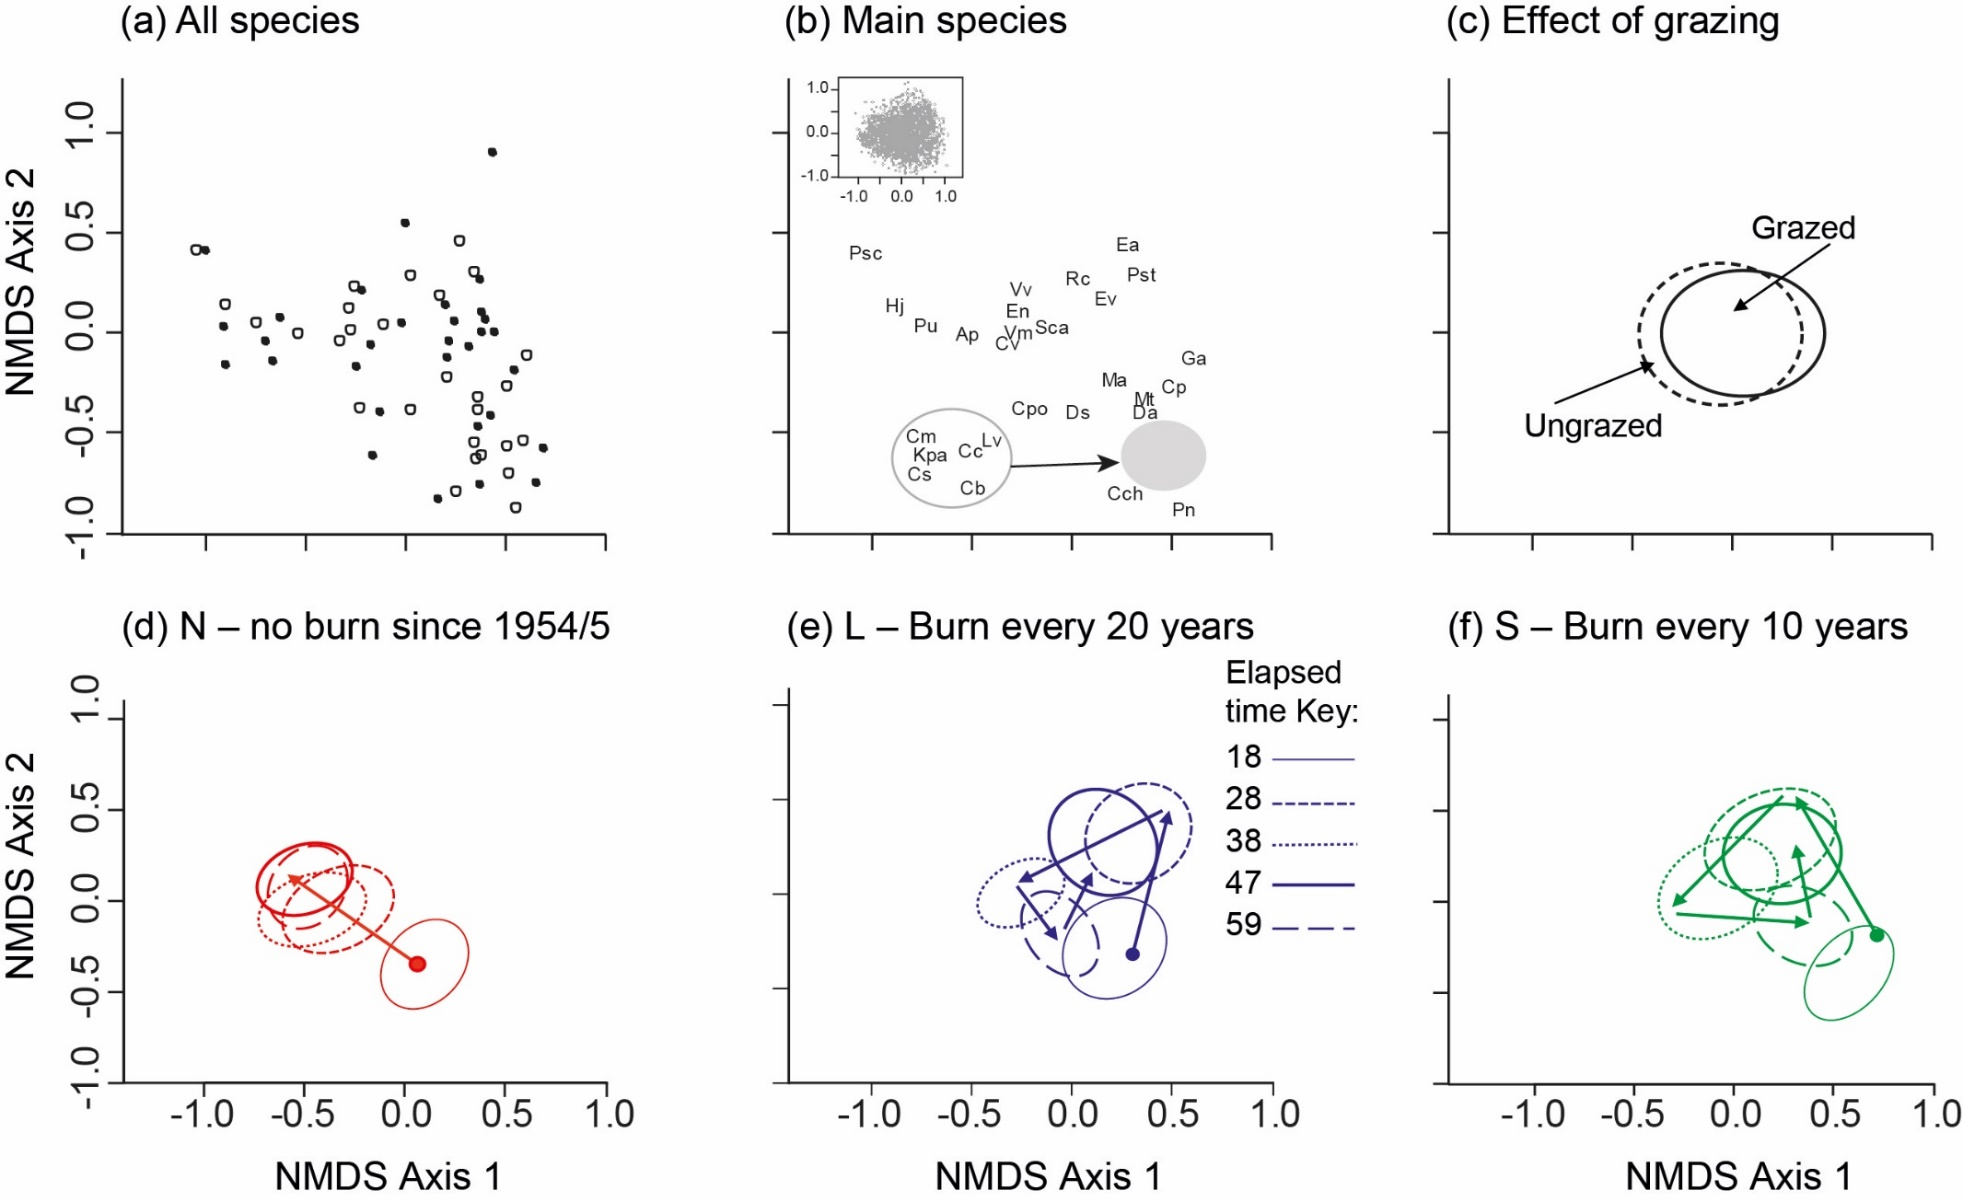 (a) All species
(b) Main species
(c) Effect of grazing
NMDS Axis 2
1.0
0.5
0.0
-0.5
-1.0
1.0
0.0
-1.0
-1.0 0.0 1.0
Psc
Ea
Rc
Pst
Vv
Ev
Hj
En
Pu
Ap
Vm
Sca
Cv
Ga
Ma
Cp
Mt
Cpo
Ds
Da
Cm
Lv
Kpa
Cc
Cs
Cb
Cch
Pn
Grazed
Ungrazed
(d) N – no burn since 1954/5
(e) L – Burn every 20 years
(f) S – Burn every 10 years
NMDS Axis 2
1.0
0.5
0.0
-0.5
-1.0
Elapsed
time Key:
18
28
38
47
59
-1.0 -0.5 0.0 0.5 1.0
-1.0 -0.5 0.0 0.5 1.0
-1.0 -0.5 0.0 0.5 1.0
NMDS Axis 1
NMDS Axis 1
NMDS Axis 1